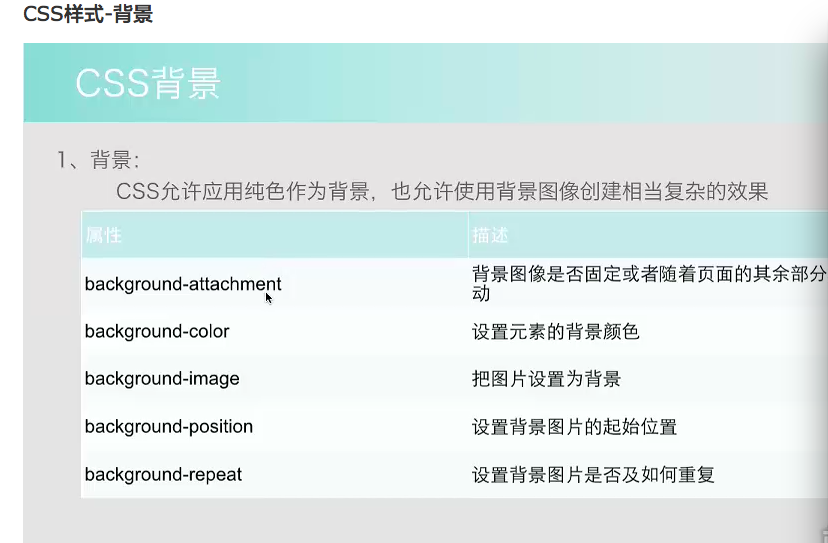 CSS样式-背景
CSS背景
1、背景：
CSS允许应用纯色作为背景，也允许使用背景图像创建相当复杂的效果
属性 描述
background-attachment 背景图像是否固定或者随着页面的其余部分
动
background-color 设置元素的背景颜色
background-image 把图片设置为背景
background-position 设置背景图片的起始位置
background-repeat 设置背景图片是否及如何重复